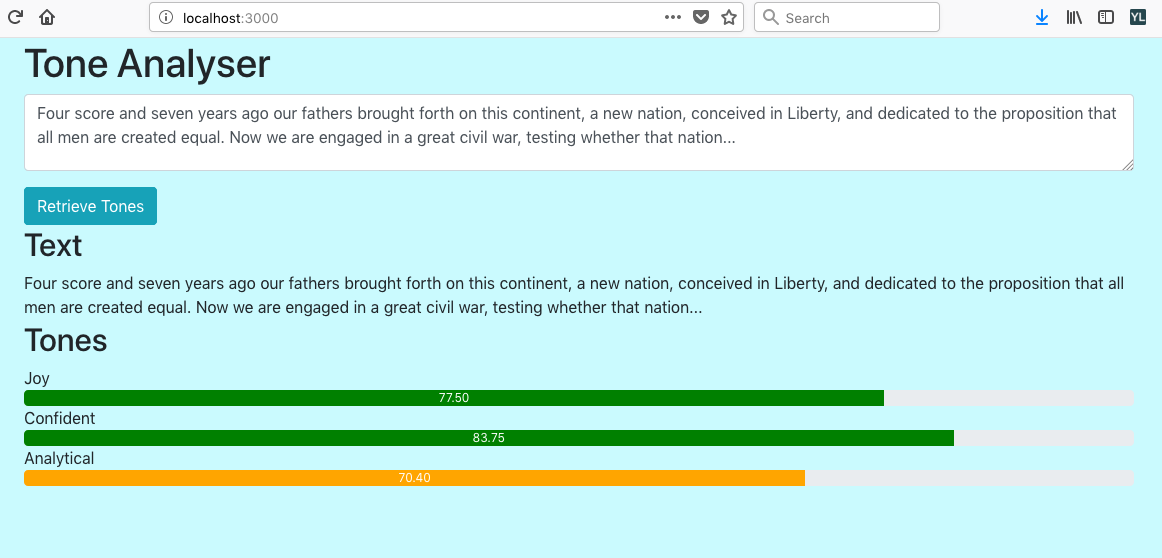 localhost:3000
Search
YL
Tone Analyser
Four score and seven years ago our fathers brought forth on this continent, a new nation, conceived in Liberty, and dedicated to the proposition that
all men are created equal. Now we are engaged in a great civil war, testing whether that nation...
Retrieve Tones
Text
Four score and seven years ago our fathers brought forth on this continent, a new nation, conceived in Liberty, and dedicated to the proposition that all
men are created equal. Now we are engaged in a great civil war, testing whether that nation...
Tones
Joy
77.50
Confident
83.75
Analytical
70.40